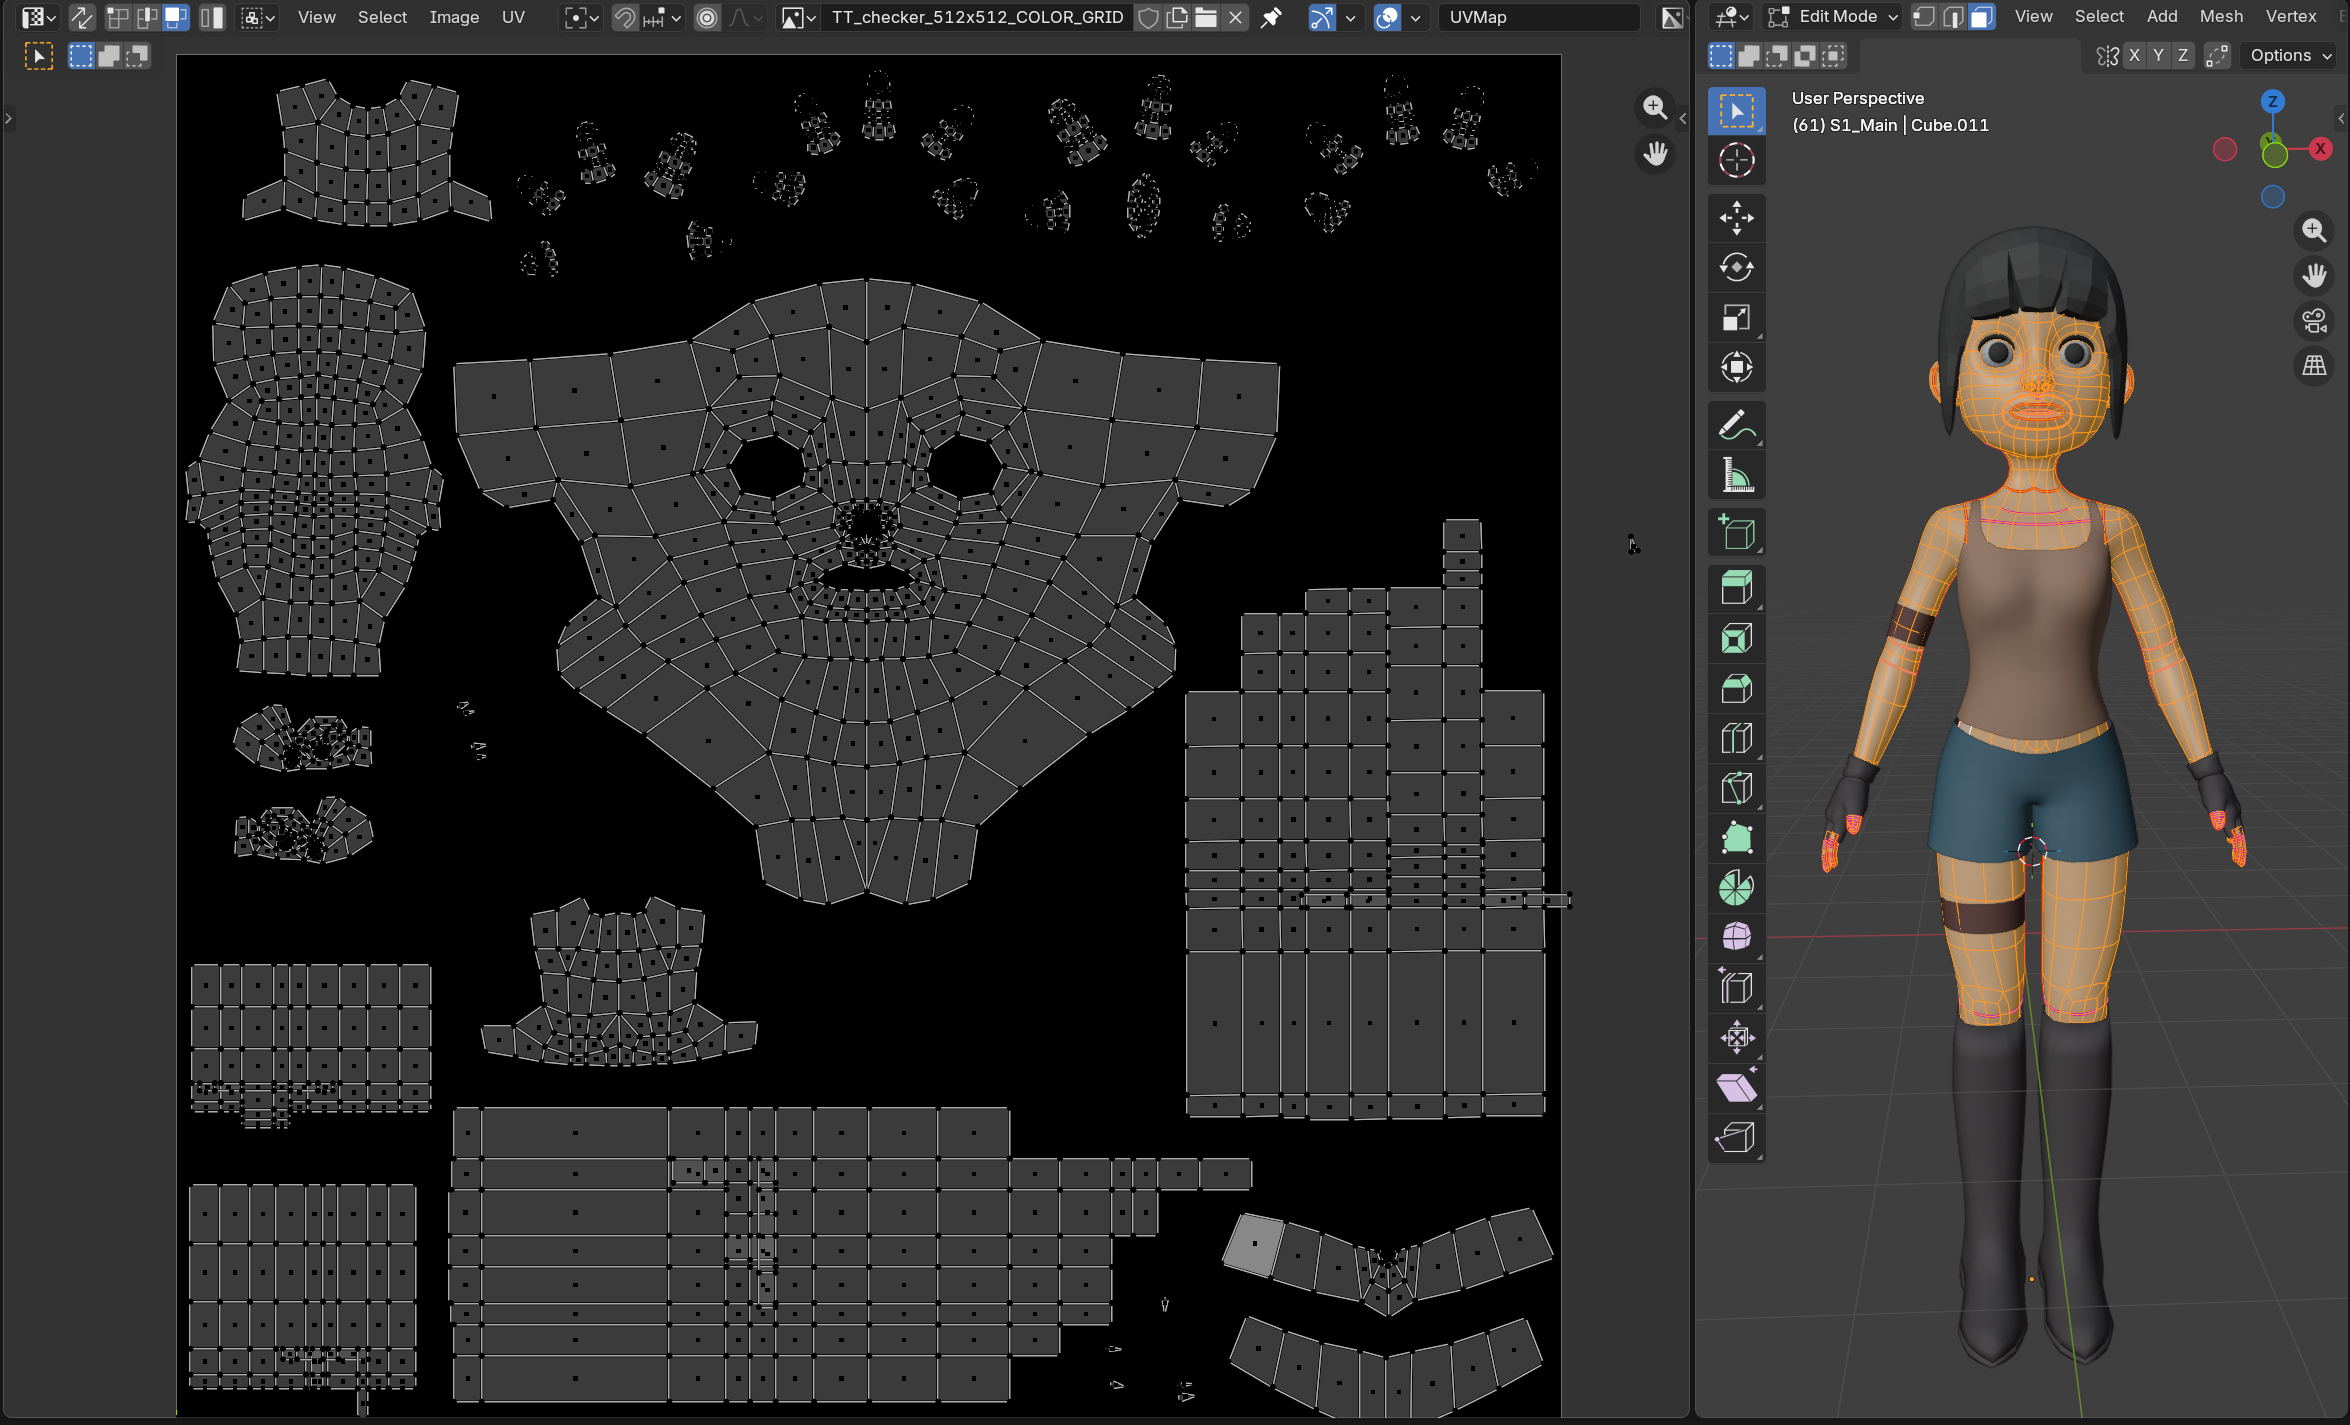 View Select Image UV
TT_checker_512x512_COLOR_GRID
UVMap
Edit Mode
View Select Add Mesh Vertex
X Y Z
Options
User Perspective
(61) S1_Main | Cube.011
Z
X